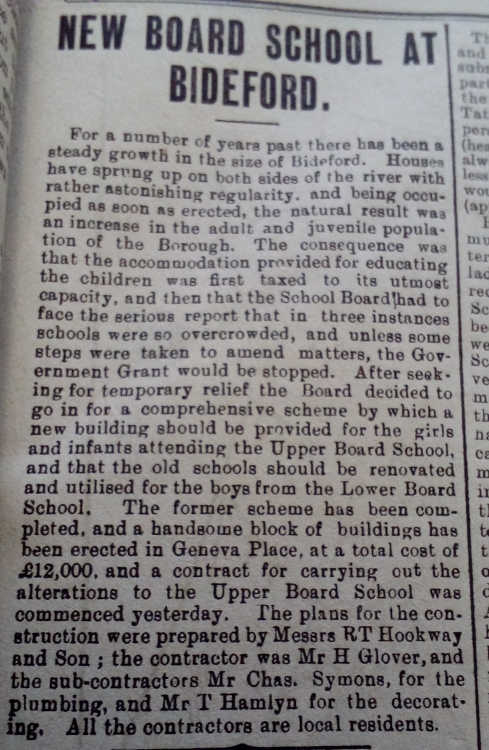 NEW BOARD SCHOOL AT
BIDEFORD.
For a number of years past there has been a
steady growth in the size of Bideford. Houses
have sprung up on both sides of the river with
rather astonishing regularity. and being occu-
pied as soon as erected, the natural result was
an increase in the adult and juvenile popula-
tion of the Borough. The consequence was
that the accommodation provided for educating
the children was first taxed to its utmost
capacity, and then that the School Board had to
face the serious report that in three instances
schools were so overcrowded, and unless some
steps were taken to amend matters, the Gov-
ernment Grant would be stopped. After seek-
ing for temporary relief the Board decided to
go in for a comprehensive scheme by which a
new building should be provided for the girls
and infants attending the Upper Board School,
and that the old schools should be renovated
and utilised for the boys from the Lower Board
School. The former scheme has been com-
pleted, and a handsome block of buildings has
been erected in Geneva Place, at a total cost of
£12,000, and a contract for carrying out the
alterations to the Upper Board School was
commenced yesterday. The plans for the con-
struction were prepared by Messrs RT Hookway
and Son ; the contractor was Mr H Glover, and
the sub-contractors Mr Chas. Symons, for the
plumbing, and Mr T Hamlyn for the decorat-
ing. All the contractors are local residents.